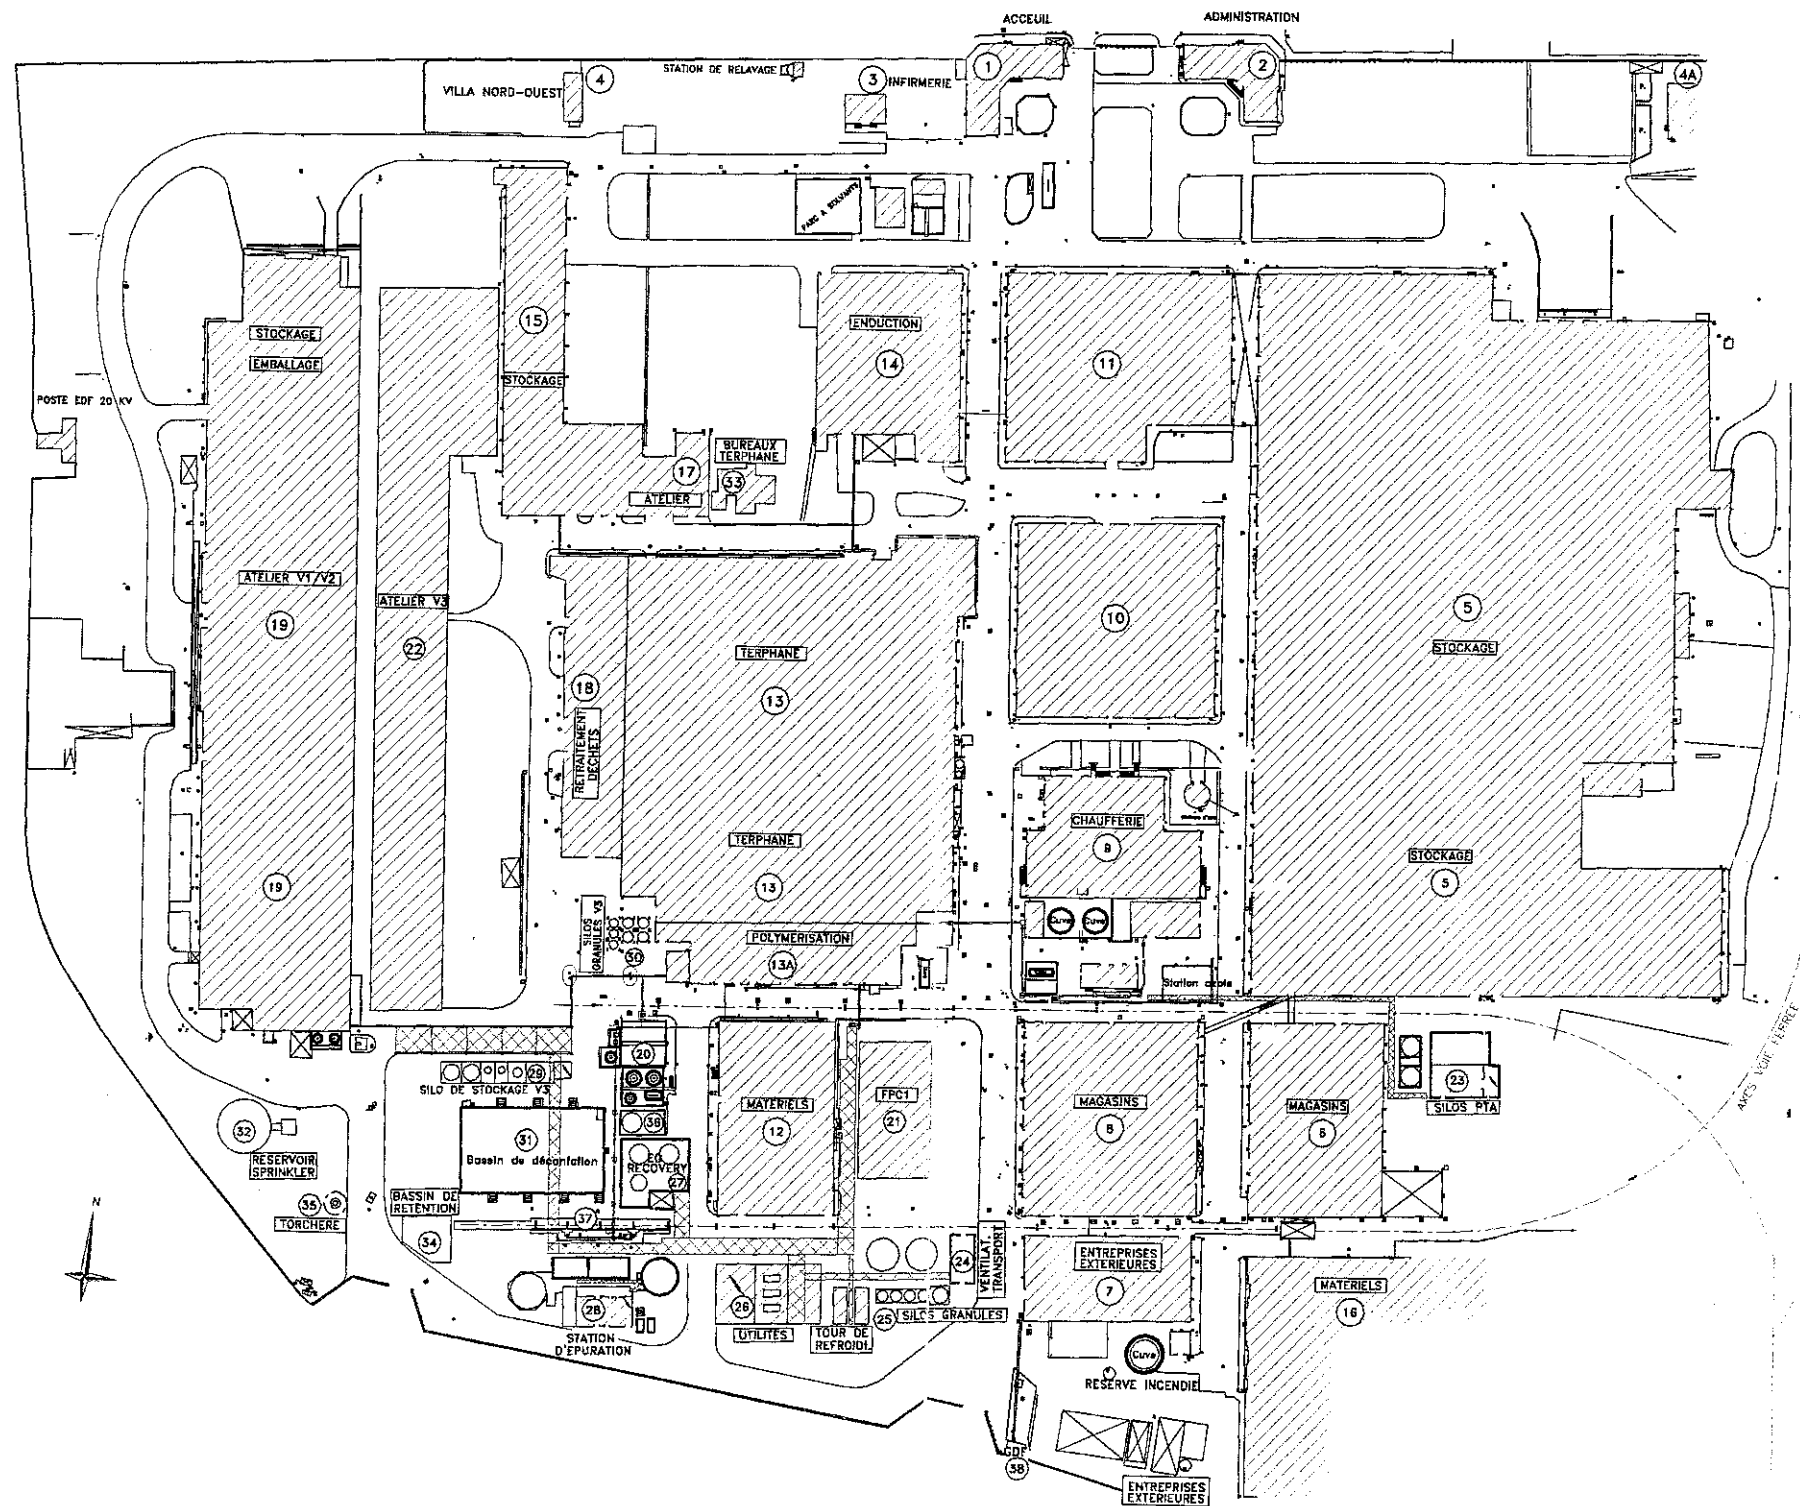 ACCEUIL
ADMINISTRATION
1
2
STATION DE RELAVAGE
4
3
INFIRMERIE
4A
VILLA NORD-OUEST
P.
P.
PARC A SOLVANTS
15
STOCKAGE
EMBALLAGE
ENDUCTION
14
11
STOCKAGE
POSTE EDF 20 KV
BUREAUX
TERPHANE
17
33
ATELIER
ATELIER V1/V2
ATELIER V3
19
22
5
10
STOCKAGE
TERPHANE
18
13
RETRAITEMENT
DECHETS
CHAUFFERIE
9
TERPHANE
13
STOCKAGE
5
19
SILOS
GRANULES V3
30
Cuve
Cuve
POLYMERISATION
13A
AXES VOIE FERREE
20
29
SILO DE STOCKAGE V3
FPC1
21
MATERIELS
12
MAGASINS
8
MAGASINS
6
23
SILOS PTA
32
31
Bassin de décantation
EG
RECOVERY
27
RESERVOIR
SPRINKLER
35
TORCHERE
BASSIN DE
RETENTION
34
37
N
24
VENTILAT.
TRANSPORT
ENTREPRISES
EXTERIEURES
7
MATERIELS
16
28
STATION
D'EPURATION
26
UTILITES
TOUR DE
REFROIDI.
25
SILOS GRANULES
Cuve
RESERVE INCENDIE
GDF
38
ENTREPRISES
EXTERIEURES